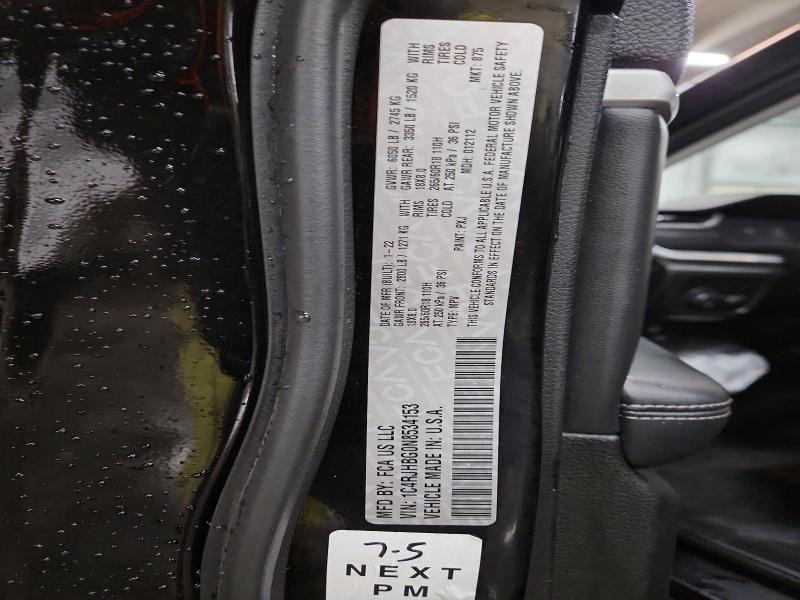 MFD BY: FCA US LLC
DATE OF MFR (BUILT): 1-22
GVWR: 6050 LB / 2745 KG
GAWR FRONT: 2800 LB / 1271 KG WITH
18X8.0 RIMS
265/60R18 110H TIRES
AT 250 kPa / 36 PSI COLD
GAWR REAR: 3350 LB / 1520 KG WITH
18X8.0 RIMS
265/60R18 110H TIRES
AT 250 kPa / 36 PSI COLD
VIN: 1C4RJHBG0N8534153
TYPE: MPV
PAINT: PXJ
MDH: 012112
MKT: 875
VEHICLE MADE IN: U.S.A.
THIS VEHICLE CONFORMS TO ALL APPLICABLE U.S.A. FEDERAL MOTOR VEHICLE SAFETY
STANDARDS IN EFFECT ON THE DATE OF MANUFACTURE SHOWN ABOVE.
7-5
NEXT
PM